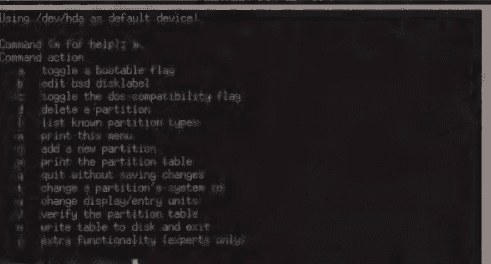 Using /dev/hda as default device!
Command (m for help): m
Command action
a toggle a bootable flag
b edit bsd disklabel
c toggle the dos compatibility flag
d delete a partition
l list known partition types
m print this menu
n add a new partition
p print the partition table
q quit without saving changes
t change a partition's system id
u change display/entry units
v verify the partition table
w write table to disk and exit
x extra functionality (experts only)